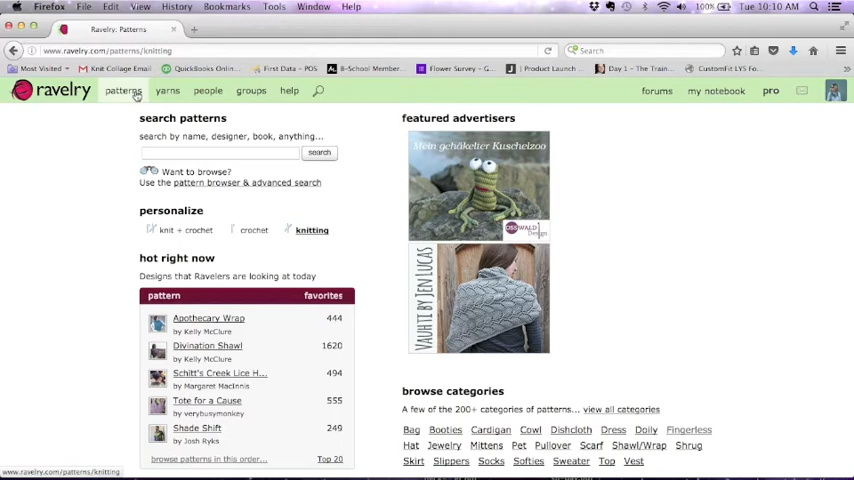 Firefox File Edit View History Bookmarks Tools Window Help 100% Tue 10:10 AM
Ravelry: Patterns
www.ravelry.com/patterns/knitting
Search
Most Visited Knit Collage Email QuickBooks Onlin... First Data – POS B-School Member... Flower Survey – G... Product Launch ... Day 1 – The Train... CustomFit LYS Fo...
ravelry patterns yarns people groups help forums my notebook pro
search patterns
search by name, designer, book, anything...
search
Want to browse?
Use the pattern browser & advanced search
personalize
knit + crochet crochet knitting
hot right now
Designs that Ravelers are looking at today
pattern favorites
Apothecary Wrap 444
by Kelly McClure
Divination Shawl 1620
by Kelly McClure
Schitt's Creek Lice H... 494
by Margaret MacInnis
Tote for a Cause 555
by verybusymonkey
Shade Shift 249
by Josh Ryks
browse patterns in this order... Top 20
featured advertisers
Mein gehäkelter Kuschelzoo
OSSWALD
Design
VAUHTI BY JEN LUCAS
browse categories
A few of the 200+ categories of patterns... view all categories
Bag Booties Cardigan Cowl Dishcloth Dress Doily Fingerless
Hat Jewelry Mittens Pet Pullover Scarf Shawl/Wrap Shrug
Skirt Slippers Socks Softies Sweater Top Vest
www.ravelry.com/patterns/knitting